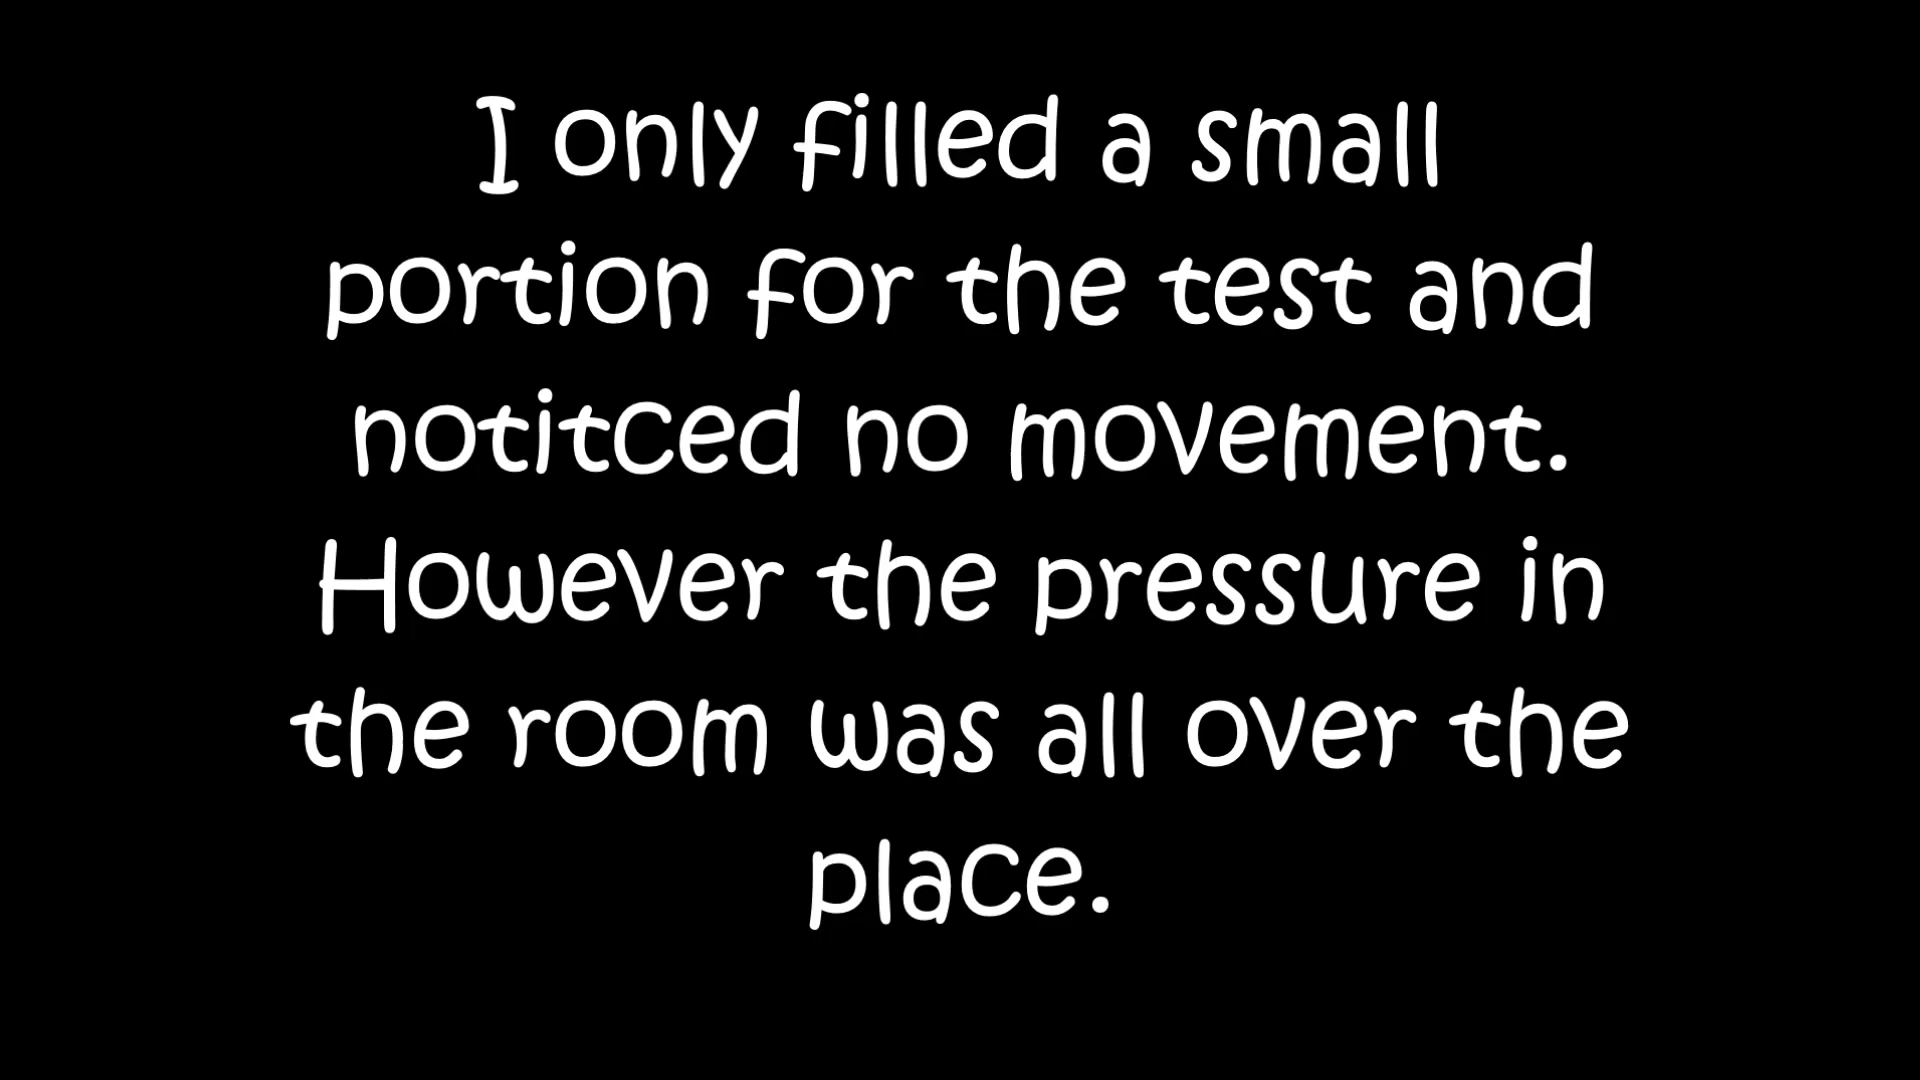 I only filled a small
portion for the test and
notitced no movement.
However the pressure in
the room was all over the
place.